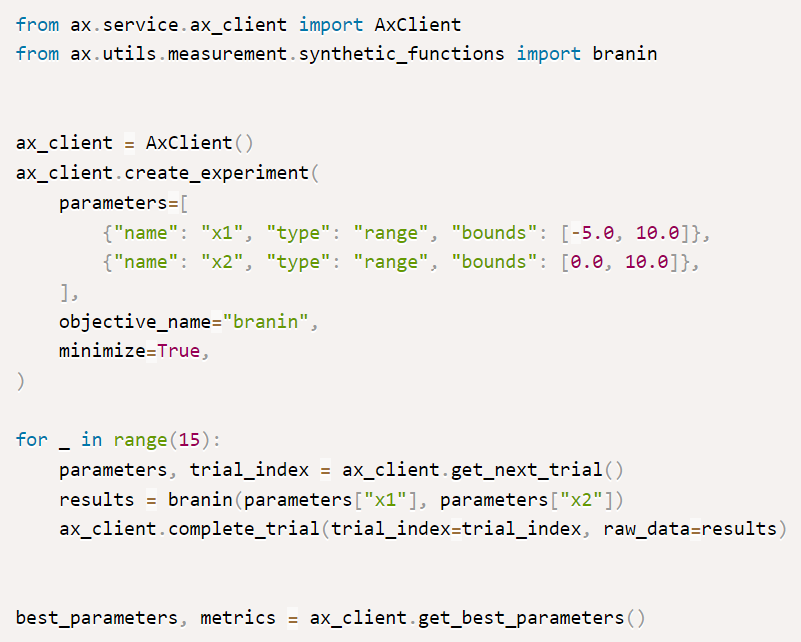 from ax.service.ax_client import AxClient
from ax.utils.measurement.synthetic_functions import branin
ax_client = AxClient()
ax_client.create_experiment(
    parameters=[
        {"name": "x1", "type": "range", "bounds": [-5.0, 10.0]},
        {"name": "x2", "type": "range", "bounds": [0.0, 10.0]},
    ],
    objective_name="branin",
    minimize=True,
)
for _ in range(15):
    parameters, trial_index = ax_client.get_next_trial()
    results = branin(parameters["x1"], parameters["x2"])
    ax_client.complete_trial(trial_index=trial_index, raw_data=results)
best_parameters, metrics = ax_client.get_best_parameters()